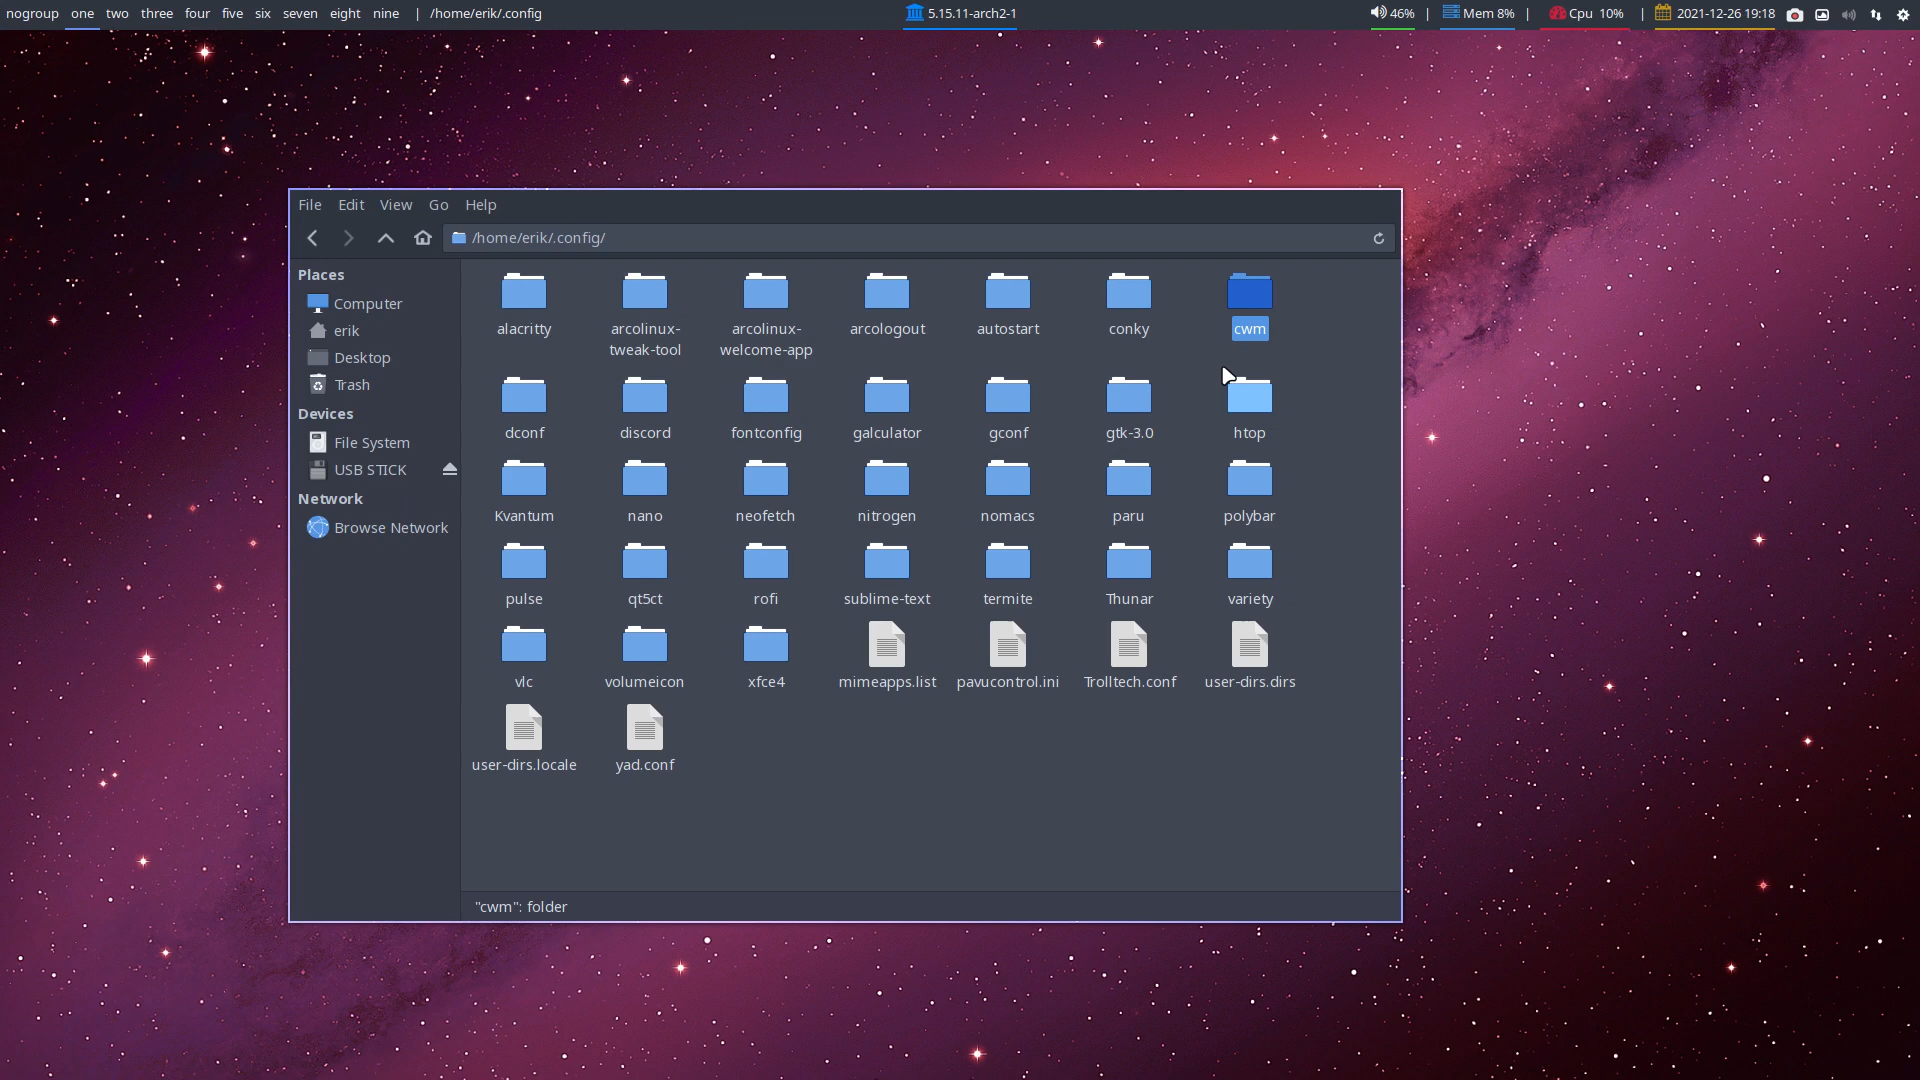 nogroup one two three four five six seven eight nine | /home/erik/.config
5.15.11-arch2-1
46% | Mem 8% | Cpu 10% | 2021-12-26 19:18
File Edit View Go Help
/home/erik/.config/
Places
Computer
erik
Desktop
Trash
Devices
File System
USB STICK
Network
Browse Network
alacritty
arcolinux-
tweak-tool
arcolinux-
welcome-app
arcologout
autostart
conky
cwm
dconf
discord
fontconfig
galculator
gconf
gtk-3.0
htop
Kvantum
nano
neofetch
nitrogen
nomacs
paru
polybar
pulse
qt5ct
rofi
sublime-text
termite
Thunar
variety
vlc
volumeicon
xfce4
mimeapps.list
pavucontrol.ini
Trolltech.conf
user-dirs.dirs
user-dirs.locale
yad.conf
"cwm": folder